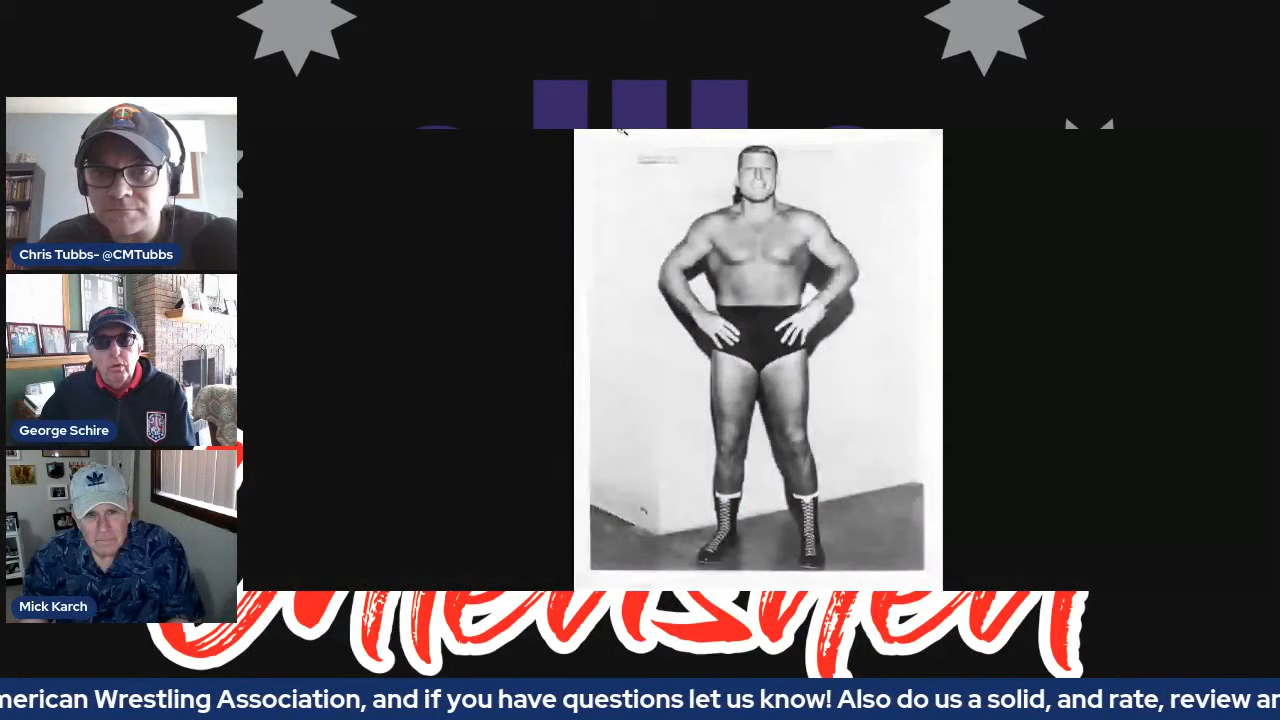 Chris Tubbs- @CMTubbs
George Schire
Mick Karch
merican Wrestling Association, and if you have questions let us know! Also do us a solid, and rate, review a